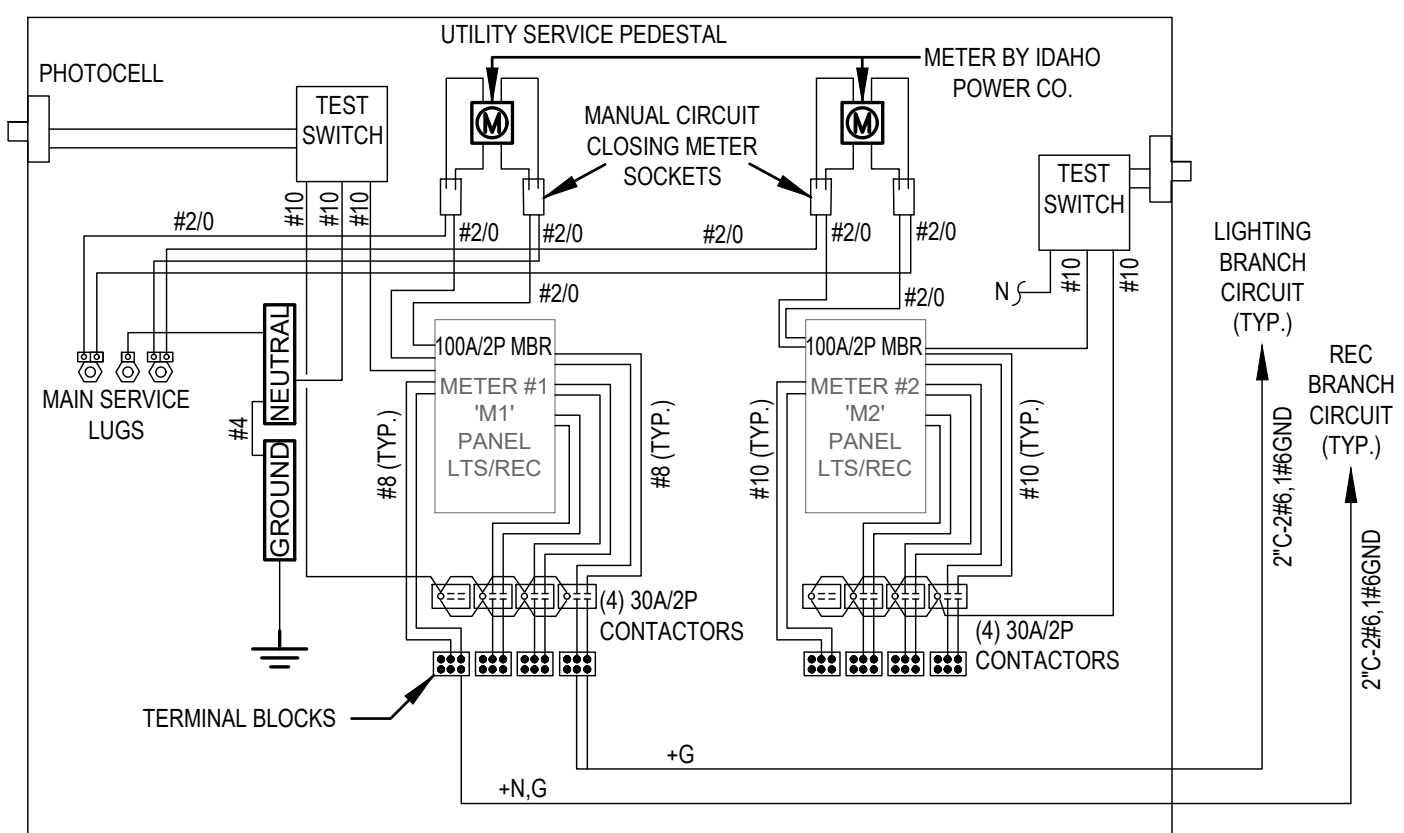 UTILITY SERVICE PEDESTAL
PHOTOCELL
METER BY IDAHO
POWER CO.
TEST
SWITCH
M
M
MANUAL CIRCUIT
CLOSING METER
SOCKETS
TEST
SWITCH
#10
#10
#10
#2/0
#2/0
#2/0
#2/0
#2/0
#2/0
#2/0
#2/0
N
#10
#10
LIGHTING
BRANCH
CIRCUIT
(TYP.)
REC
BRANCH
CIRCUIT
(TYP.)
MAIN SERVICE
LUGS
NEUTRAL
#4
GROUND
100A/2P MBR
METER #1
'M1'
PANEL
LTS/REC
#8 (TYP.)
#8 (TYP.)
100A/2P MBR
METER #2
'M2'
PANEL
LTS/REC
#10 (TYP.)
#10 (TYP.)
2"C-2#6,1#6GND
2"C-2#6,1#6GND
(4) 30A/2P
CONTACTORS
(4) 30A/2P
CONTACTORS
TERMINAL BLOCKS
+G
+N,G